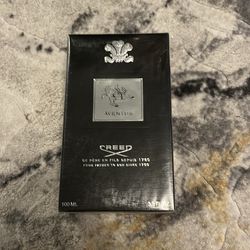 AVENTUS
CREED
DE PÈRE EN FILS DEPUIS 1760
FROM FATHER TO SON SINCE 1760
100 ML